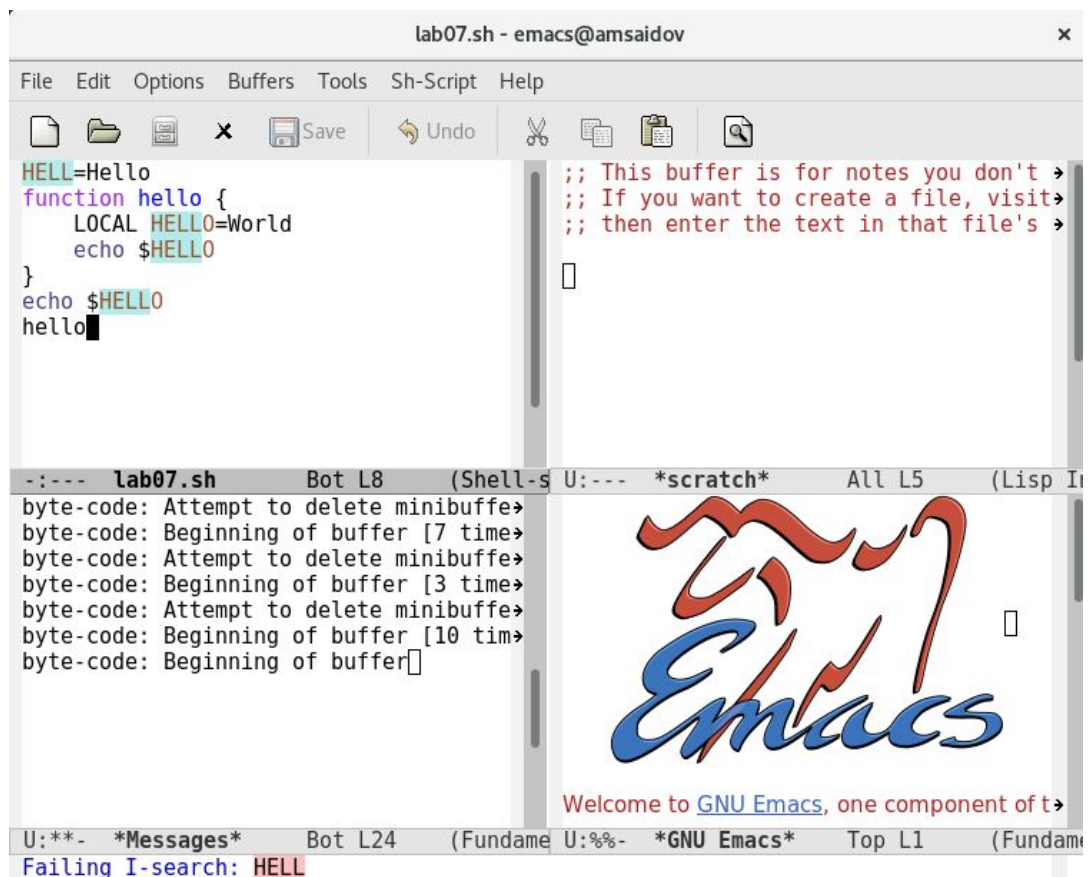 lab07.sh - emacs@amsaidov
File Edit Options Buffers Tools Sh-Script Help
Save Undo
HELL=Hello
function hello {
    LOCAL HELLO=World
    echo $HELLO
}
echo $HELLO
hello
-:--- lab07.sh Bot L8 (Shell-s
;; This buffer is for notes you don't
;; If you want to create a file, visit
;; then enter the text in that file's
U:--- *scratch* All L5 (Lisp In
byte-code: Attempt to delete minibuffe
byte-code: Beginning of buffer [7 time
byte-code: Attempt to delete minibuffe
byte-code: Beginning of buffer [3 time
byte-code: Attempt to delete minibuffe
byte-code: Beginning of buffer [10 tim
byte-code: Beginning of buffer
U:**- *Messages* Bot L24 (Fundame
Emacs
Welcome to GNU Emacs, one component of t
U:%%- *GNU Emacs* Top L1 (Fundame
Failing I-search: HELL